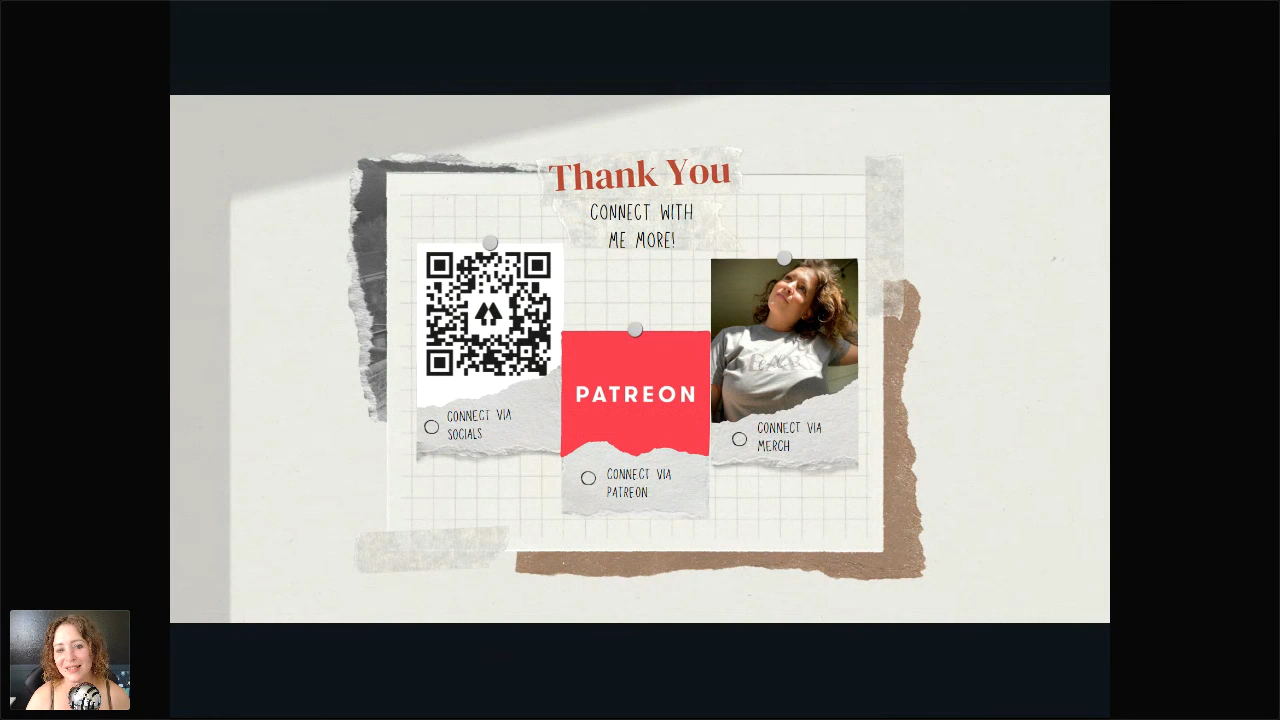 Thank You
CONNECT WITH
ME MORE!
CONNECT VIA
SOCIALS
PATREON
CONNECT VIA
PATREON
CONNECT VIA
MERCH